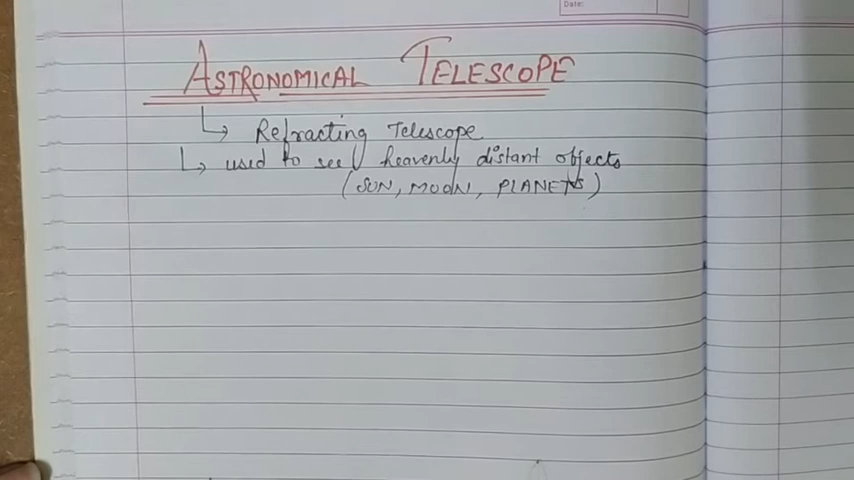 Date:
ASTRONOMICAL TELESCOPE
↳ Refracting Telescope
↳ used to see heavenly distant objects
(SUN, MOON, PLANETS)